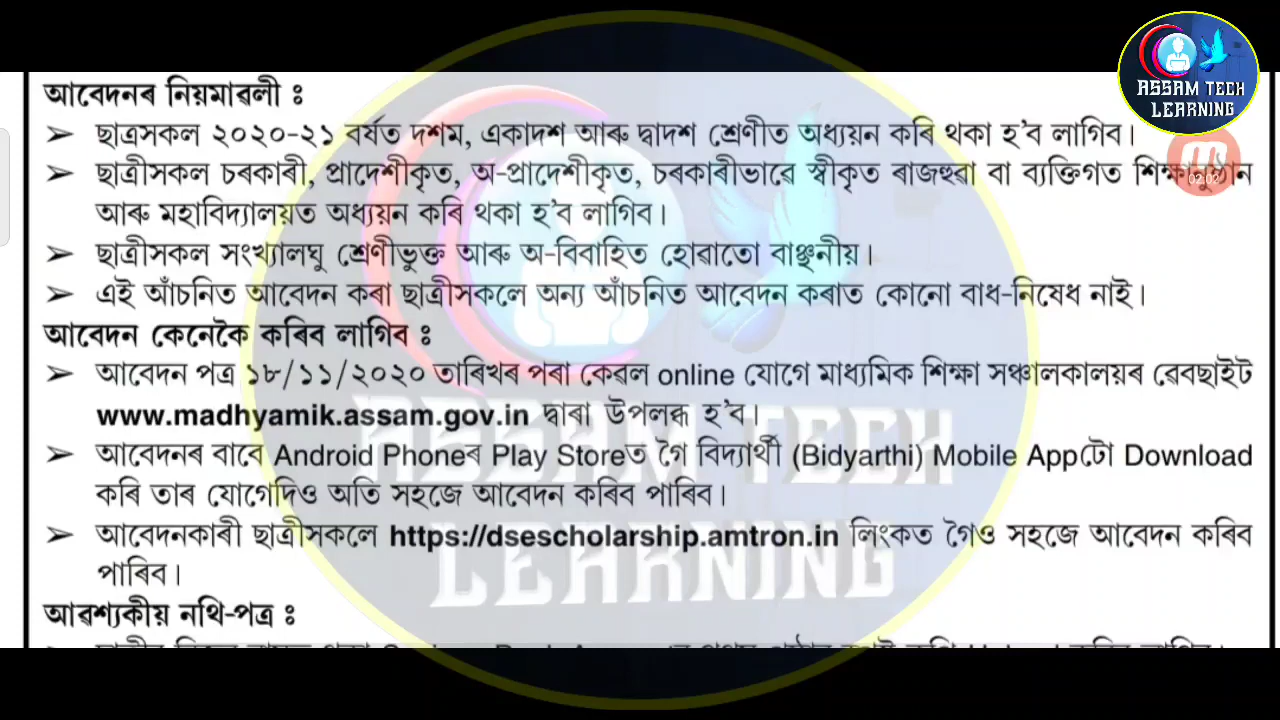 ASSAM TECH
LEARNING
আবেদনৰ নিয়মাৱলী ঃ
➢ ছাত্ৰসকল ২০২০-২১ বৰ্ষত দশম, একাদশ আৰু দ্বাদশ শ্ৰেণীত অধ্যয়ন কৰি থকা হ'ব লাগিব।
➢ ছাত্ৰীসকল চৰকাৰী, প্ৰাদেশীকৃত, অ-প্ৰাদেশীকৃত, চৰকাৰীভাৱে স্বীকৃত ৰাজহুৱা বা ব্যক্তিগত
02:02
আৰু মহাবিদ্যালয়ত অধ্যয়ন কৰি থকা হ'ব লাগিব।
➢ ছাত্ৰীসকল সংখ্যালঘু শ্ৰেণীভুক্ত আৰু অ-বিবাহিত হোৱাতো বাঞ্ছনীয়।
➢ এই আঁচনিত আবেদন কৰা ছাত্ৰীসকলে অন্য আঁচনিত আবেদন কৰাত কোনো বাধ-নিষেধ নাই।
আবেদন কেনেকৈ কৰিব লাগিব ঃ
➢ আবেদন পত্ৰ ১৮/১১/২০২০ তাৰিখৰ পৰা কেৱল online যোগে মাধ্যমিক শিক্ষা সঞ্চালকালয়ৰ ৱেবছাইট
www.madhyamik.assam.gov.in দ্বাৰা উপলব্ধ হ'ব।
➢ আবেদনৰ বাবে Android Phoneৰ Play Storeত গৈ বিদ্যাৰ্থী (Bidyarthi) Mobile Appটো Download
কৰি তাৰ যোগেদিও অতি সহজে আবেদন কৰিব পাৰিব।
➢ আবেদনকাৰী ছাত্ৰীসকলে https://dsescholarship.amtron.in লিংকত গৈও সহজে আবেদন কৰিব
পাৰিব।
আৱশ্যকীয় নথি-পত্ৰ ঃ
ASSAM TECH
LEARNING